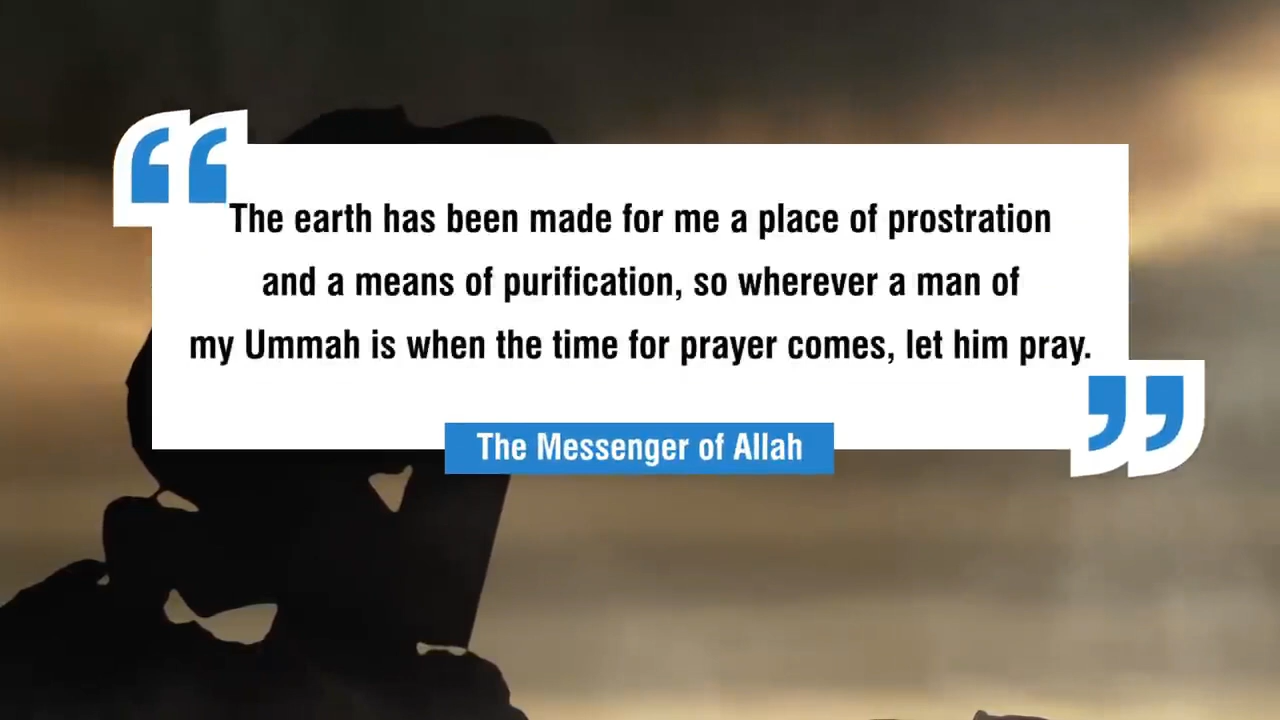 The earth has been made for me a place of prostration
and a means of purification, so wherever a man of
my Ummah is when the time for prayer comes, let him pray.
The Messenger of Allah